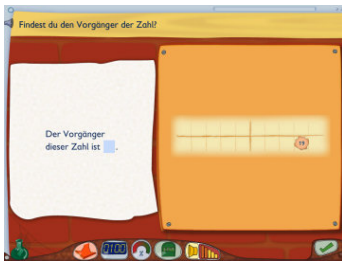 Findest du den Vorgänger der Zahl?
Der Vorgänger
dieser Zahl ist
.